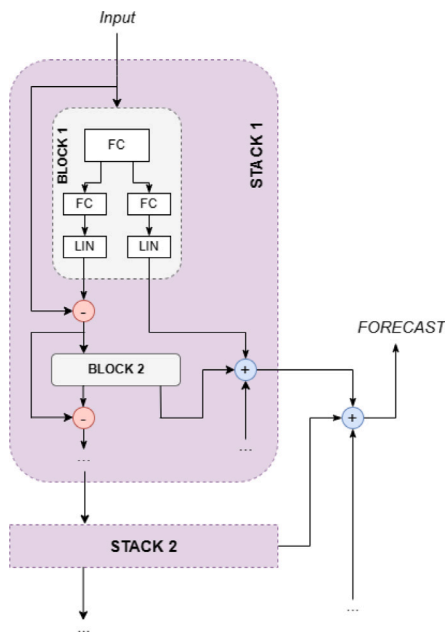 Input
BLOCK 1
STACK 1
FC
FC
FC
LIN
LIN
-
FORECAST
BLOCK 2
+
-
+
...
...
STACK 2
...
...